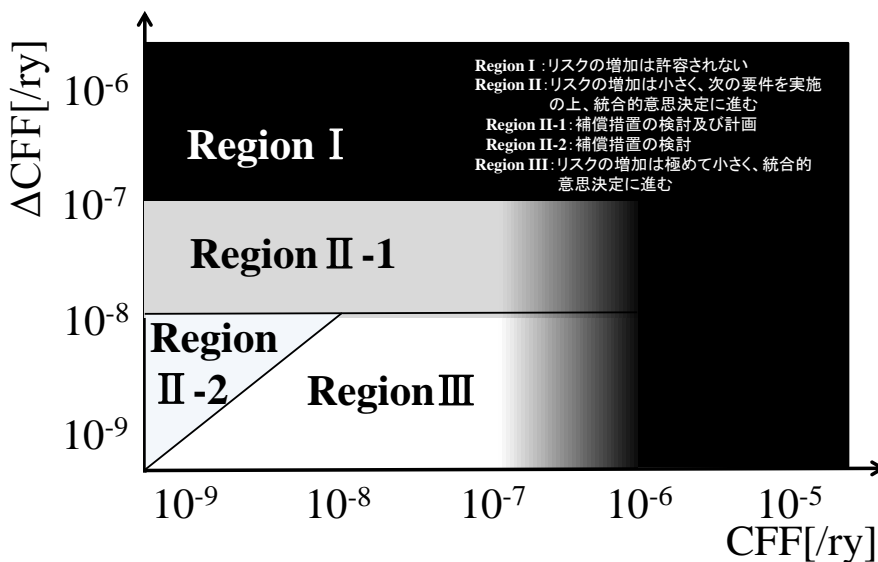 Region I：リスクの増加は許容されない
Region II：リスクの増加は小さく、次の要件を実施
の上、統合的意思決定に進む
Region II-1：補償措置の検討及び計画
Region II-2：補償措置の検討
Region III：リスクの増加は極めて小さく、統合的
意思決定に進む
ΔCFF[/ry]
10⁻⁶
Region Ⅰ
10⁻⁷
Region Ⅱ-1
10⁻⁸
Region
Ⅱ-2
RegionⅢ
10⁻⁹
10⁻⁹ 10⁻⁸ 10⁻⁷ 10⁻⁶ 10⁻⁵
CFF[/ry]